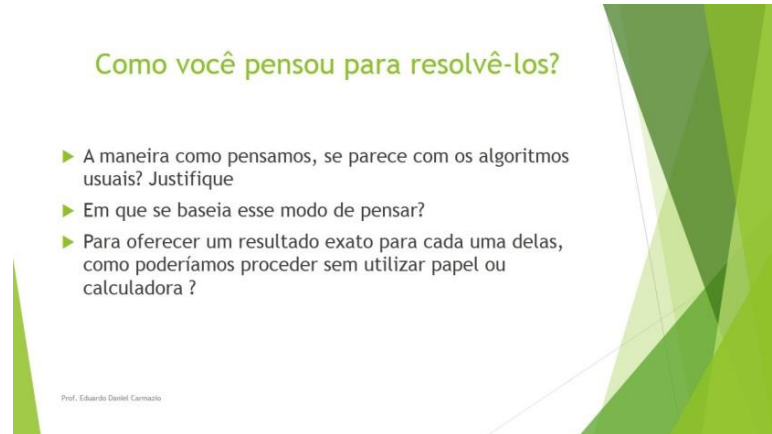 Como você pensou para resolvê-los?
A maneira como pensamos, se parece com os algoritmos
usuais? Justifique
Em que se baseia esse modo de pensar?
Para oferecer um resultado exato para cada uma delas,
como poderíamos proceder sem utilizar papel ou
calculadora ?
Prof. Eduardo Daniel Carmazio